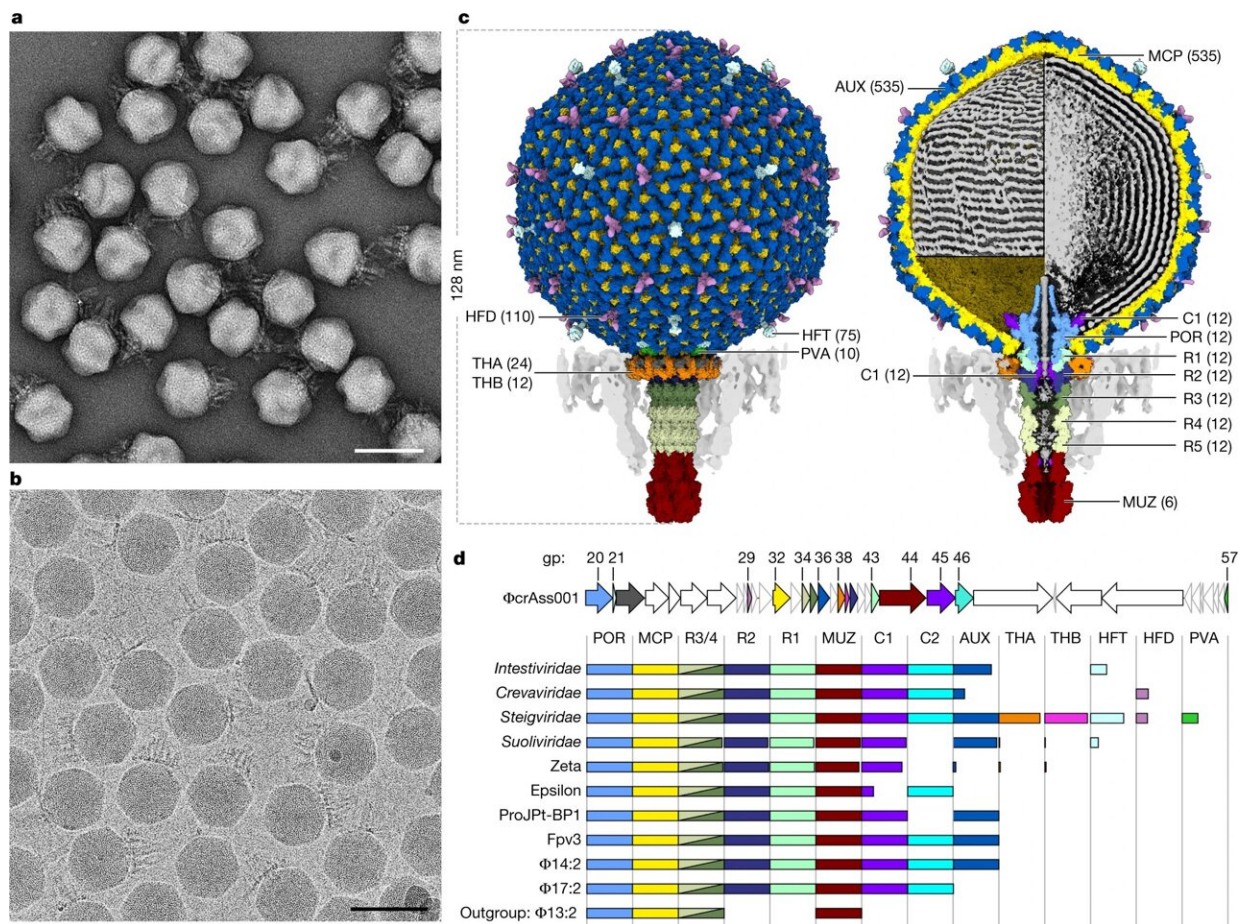 a
c
128 nm
HFD (110)
THA (24)
THB (12)
HFT (75)
PVA (10)
MCP (535)
AUX (535)
C1 (12)
POR (12)
R1 (12)
C1 (12)
R2 (12)
R3 (12)
R4 (12)
R5 (12)
MUZ (6)
b
d
gp: 20 21 29 32 34 36 38 43 44 45 46 57
ΦcrAss001
POR MCP R3/4 R2 R1 MUZ C1 C2 AUX THA THB HFT HFD PVA
Intestiviridae
Crevaviridae
Steigviridae
Suoliviridae
Zeta
Epsilon
ProJPt-BP1
Fpv3
Φ14:2
Φ17:2
Outgroup: Φ13:2